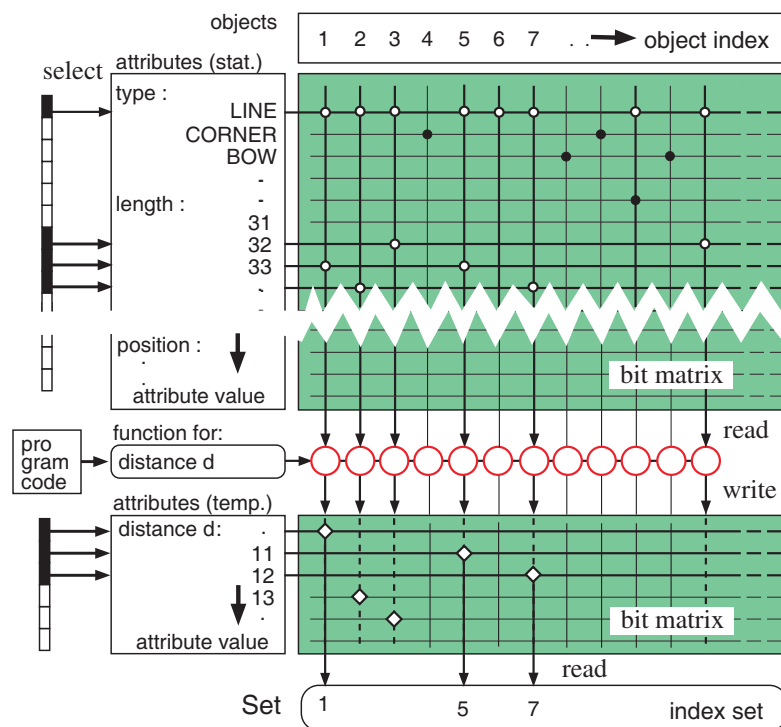 objects
1 2 3 4 5 6 7 . . object index
select
attributes (stat.)
type :
LINE
CORNER
BOW
-
-
length :
31
32
33
-
-
position :
.
.
attribute value
bit matrix
read
function for:
pro
gram
code
distance d
write
attributes (temp.)
distance d: .
11
12
13
.
attribute value
bit matrix
read
Set
1 5 7 index set